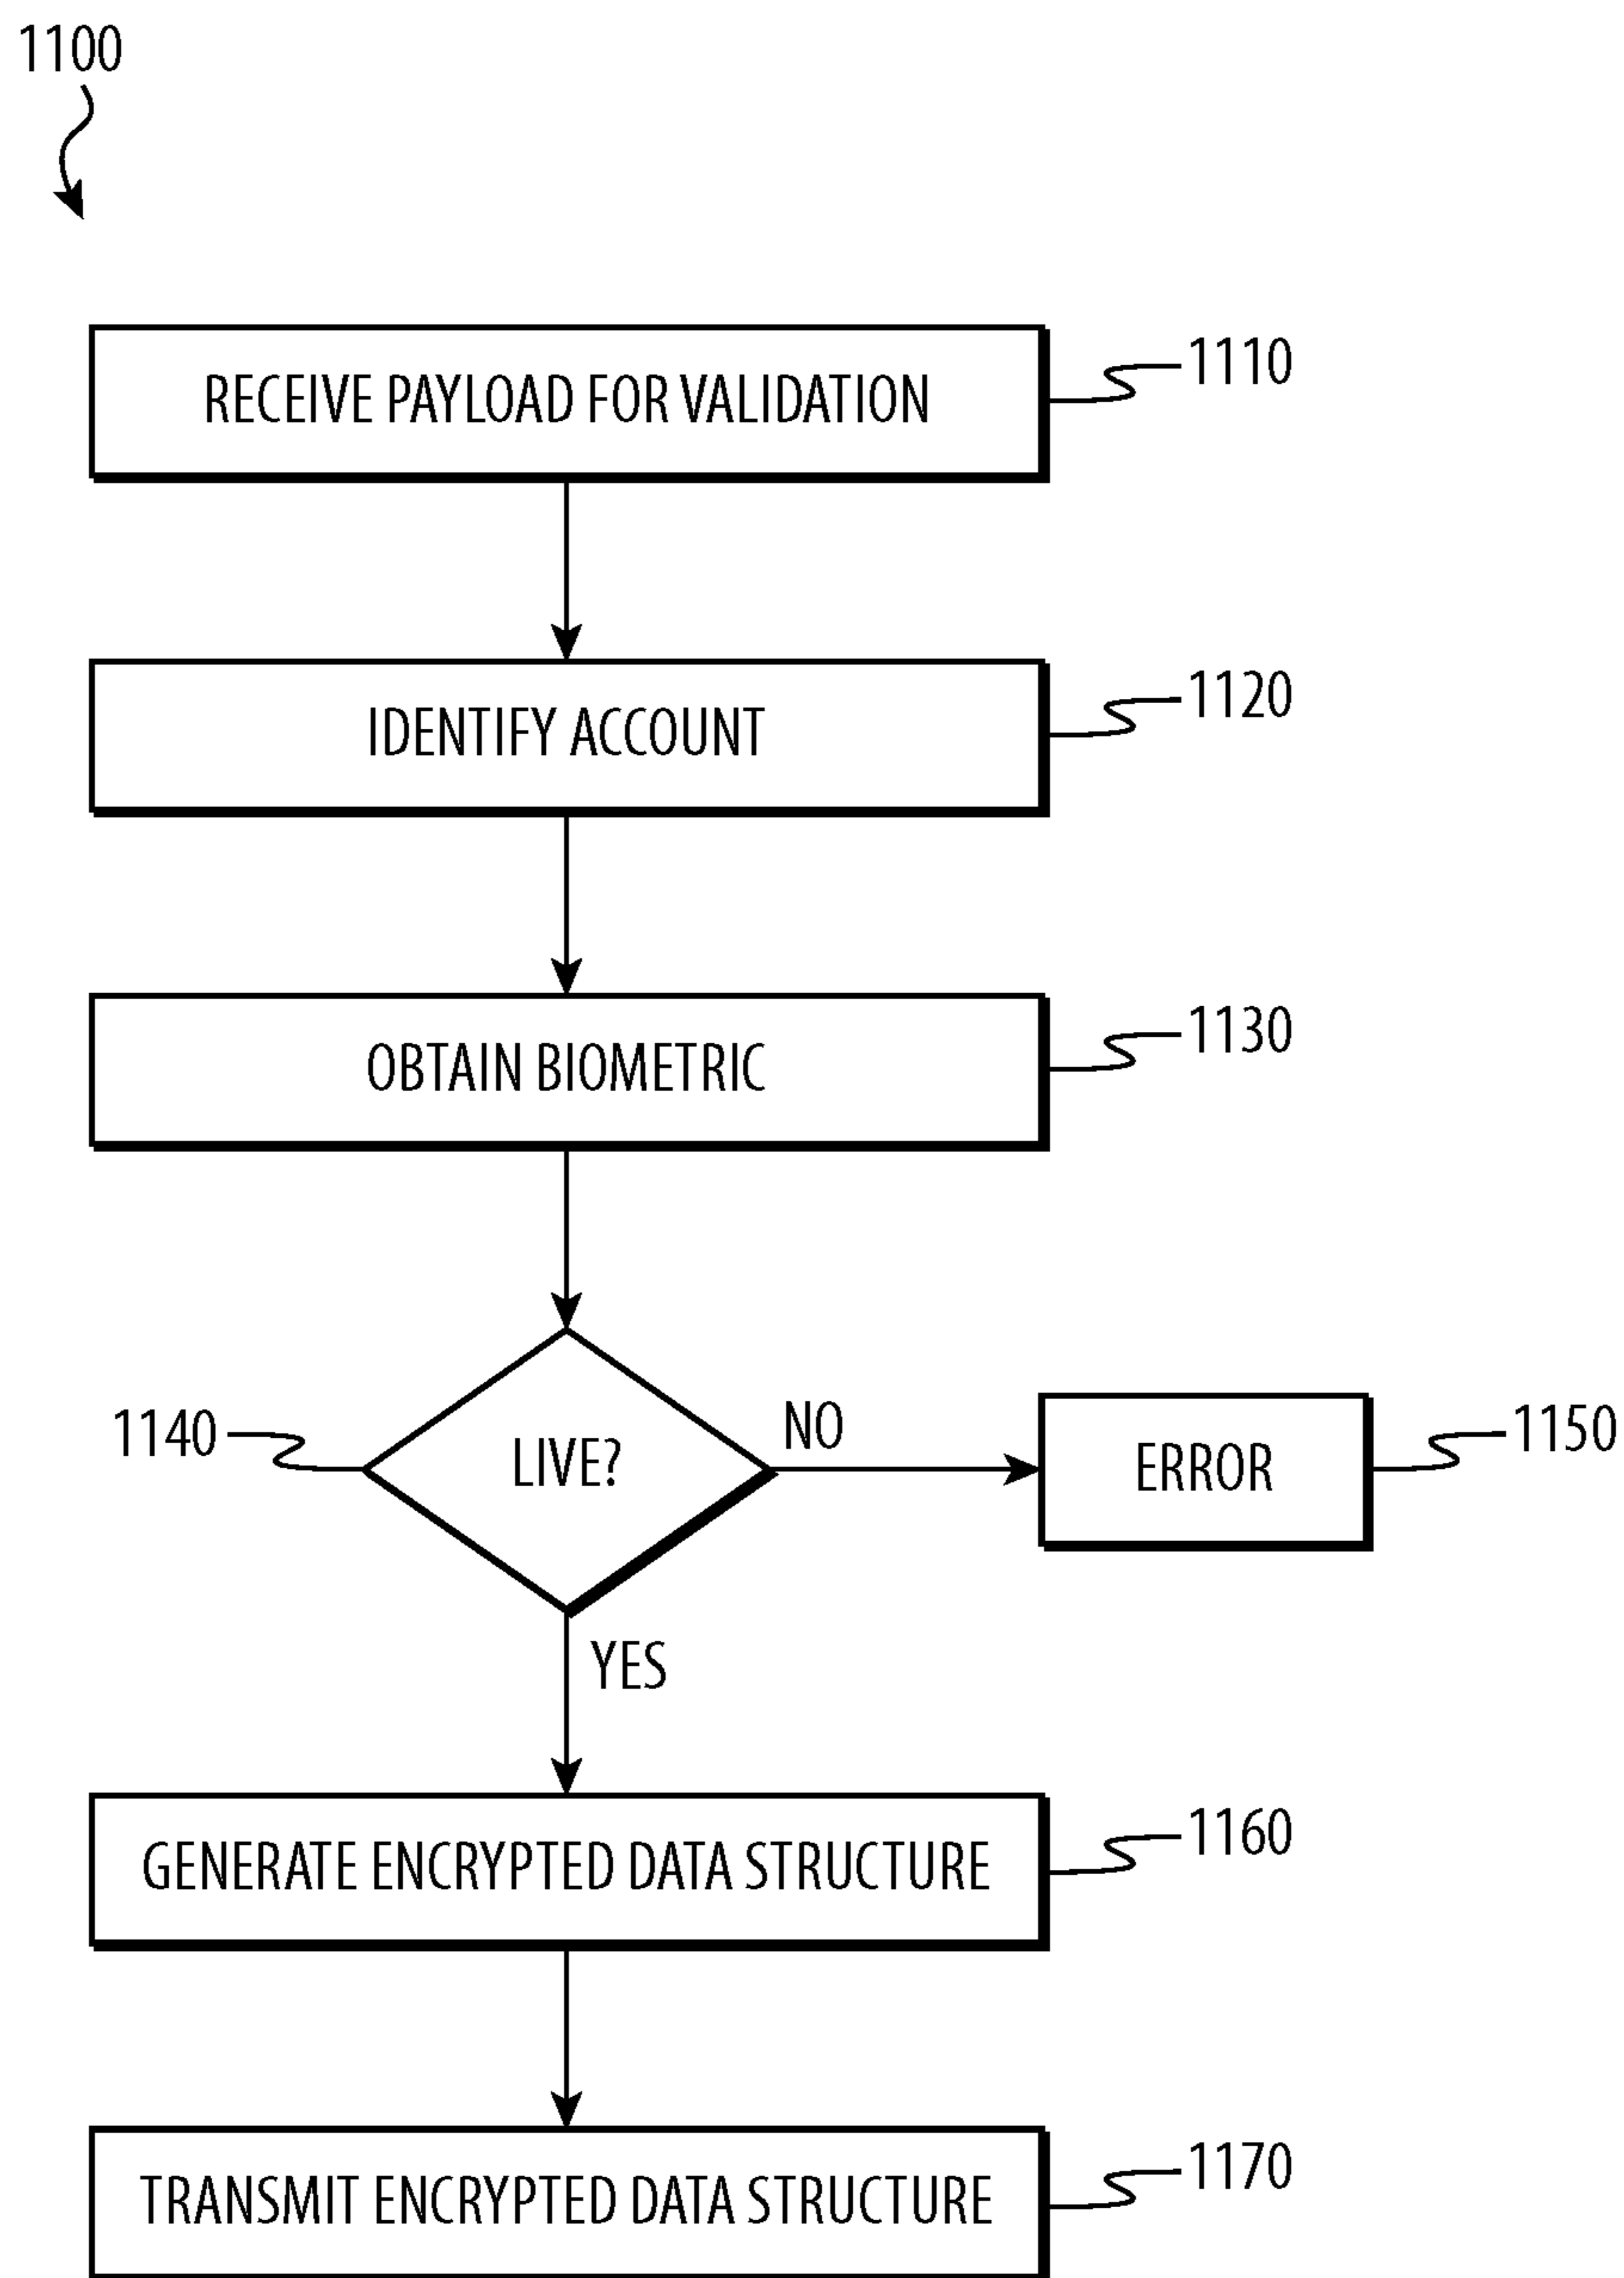 1100
RECEIVE PAYLOAD FOR VALIDATION
1110
IDENTIFY ACCOUNT
1120
OBTAIN BIOMETRIC
1130
1140
LIVE?
NO
ERROR
1150
YES
GENERATE ENCRYPTED DATA STRUCTURE
1160
TRANSMIT ENCRYPTED DATA STRUCTURE
1170